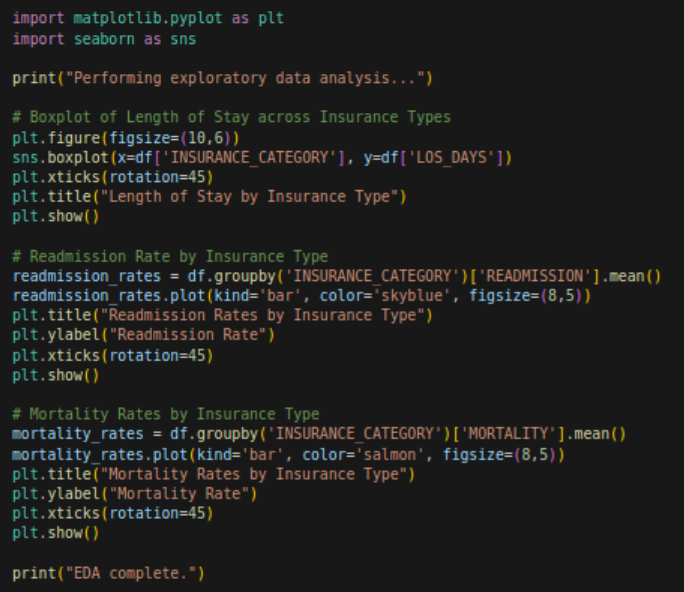 import matplotlib.pyplot as plt
import seaborn as sns
print("Performing exploratory data analysis...")
# Boxplot of Length of Stay across Insurance Types
plt.figure(figsize=(10,6))
sns.boxplot(x=df['INSURANCE_CATEGORY'], y=df['LOS_DAYS'])
plt.xticks(rotation=45)
plt.title("Length of Stay by Insurance Type")
plt.show()
# Readmission Rate by Insurance Type
readmission_rates = df.groupby('INSURANCE_CATEGORY')['READMISSION'].mean()
readmission_rates.plot(kind='bar', color='skyblue', figsize=(8,5))
plt.title("Readmission Rates by Insurance Type")
plt.ylabel("Readmission Rate")
plt.xticks(rotation=45)
plt.show()
# Mortality Rates by Insurance Type
mortality_rates = df.groupby('INSURANCE_CATEGORY')['MORTALITY'].mean()
mortality_rates.plot(kind='bar', color='salmon', figsize=(8,5))
plt.title("Mortality Rates by Insurance Type")
plt.ylabel("Mortality Rate")
plt.xticks(rotation=45)
plt.show()
print("EDA complete.")